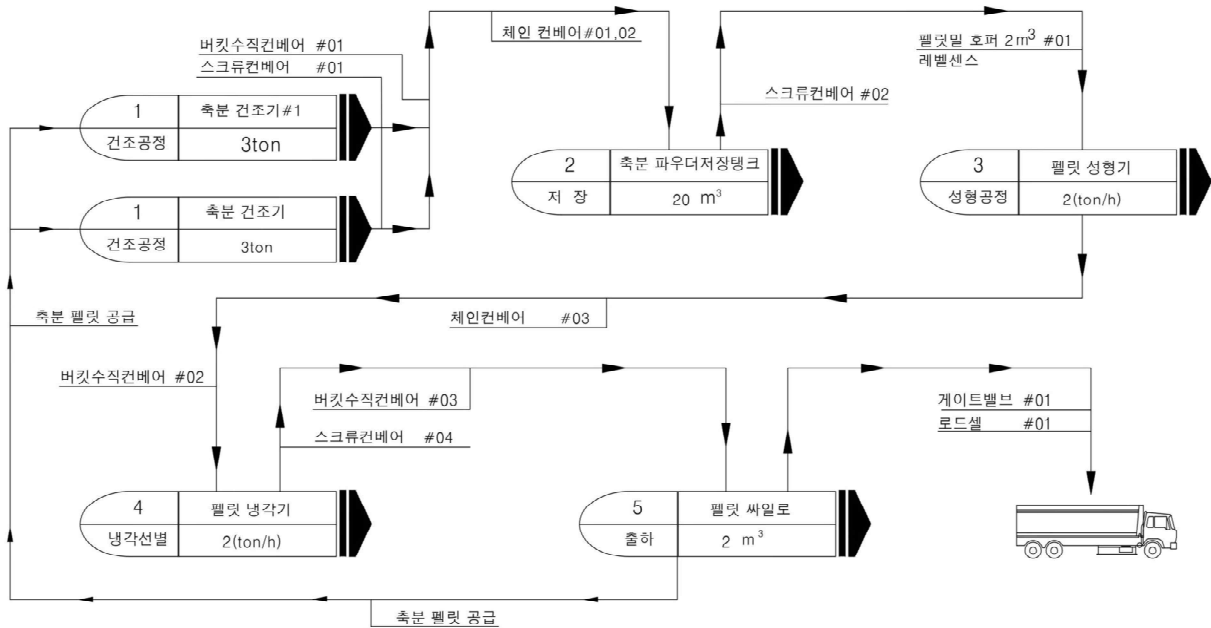 버킷수직컨베어 #01
스크류컨베어 #01
체인 컨베어#01,02
펠릿밀 호퍼 2m³ #01
레벨센스
스크류컨베어 #02
1
축분 건조기#1
건조공정
3ton
1
축분 건조기
건조공정
3ton
2
축분 파우더저장탱크
저 장
20 m³
3
펠릿 성형기
성형공정
2(ton/h)
축분 펠릿 공급
체인컨베어 #03
버킷수직컨베어 #02
버킷수직컨베어 #03
스크류컨베어 #04
게이트밸브 #01
로드셀 #01
4
펠릿 냉각기
냉각선별
2(ton/h)
5
펠릿 싸일로
출하
2 m³
축분 펠릿 공급